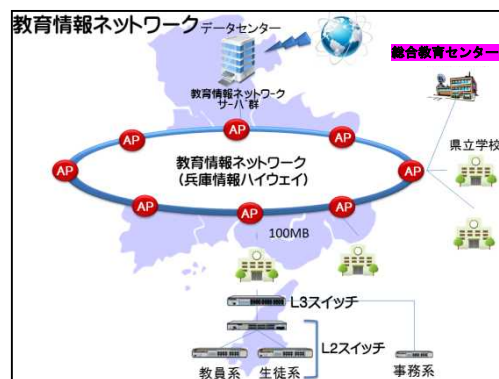 教育情報ネットワーク
データセンター
総合教育センター
教育情報ネットワーク
サーバ群
AP
AP
AP
AP
AP
教育情報ネットワーク
(兵庫情報ハイウェイ)
県立学校
AP
AP
AP
100MB
L3スイッチ
L2スイッチ
教員系
生徒系
事務系